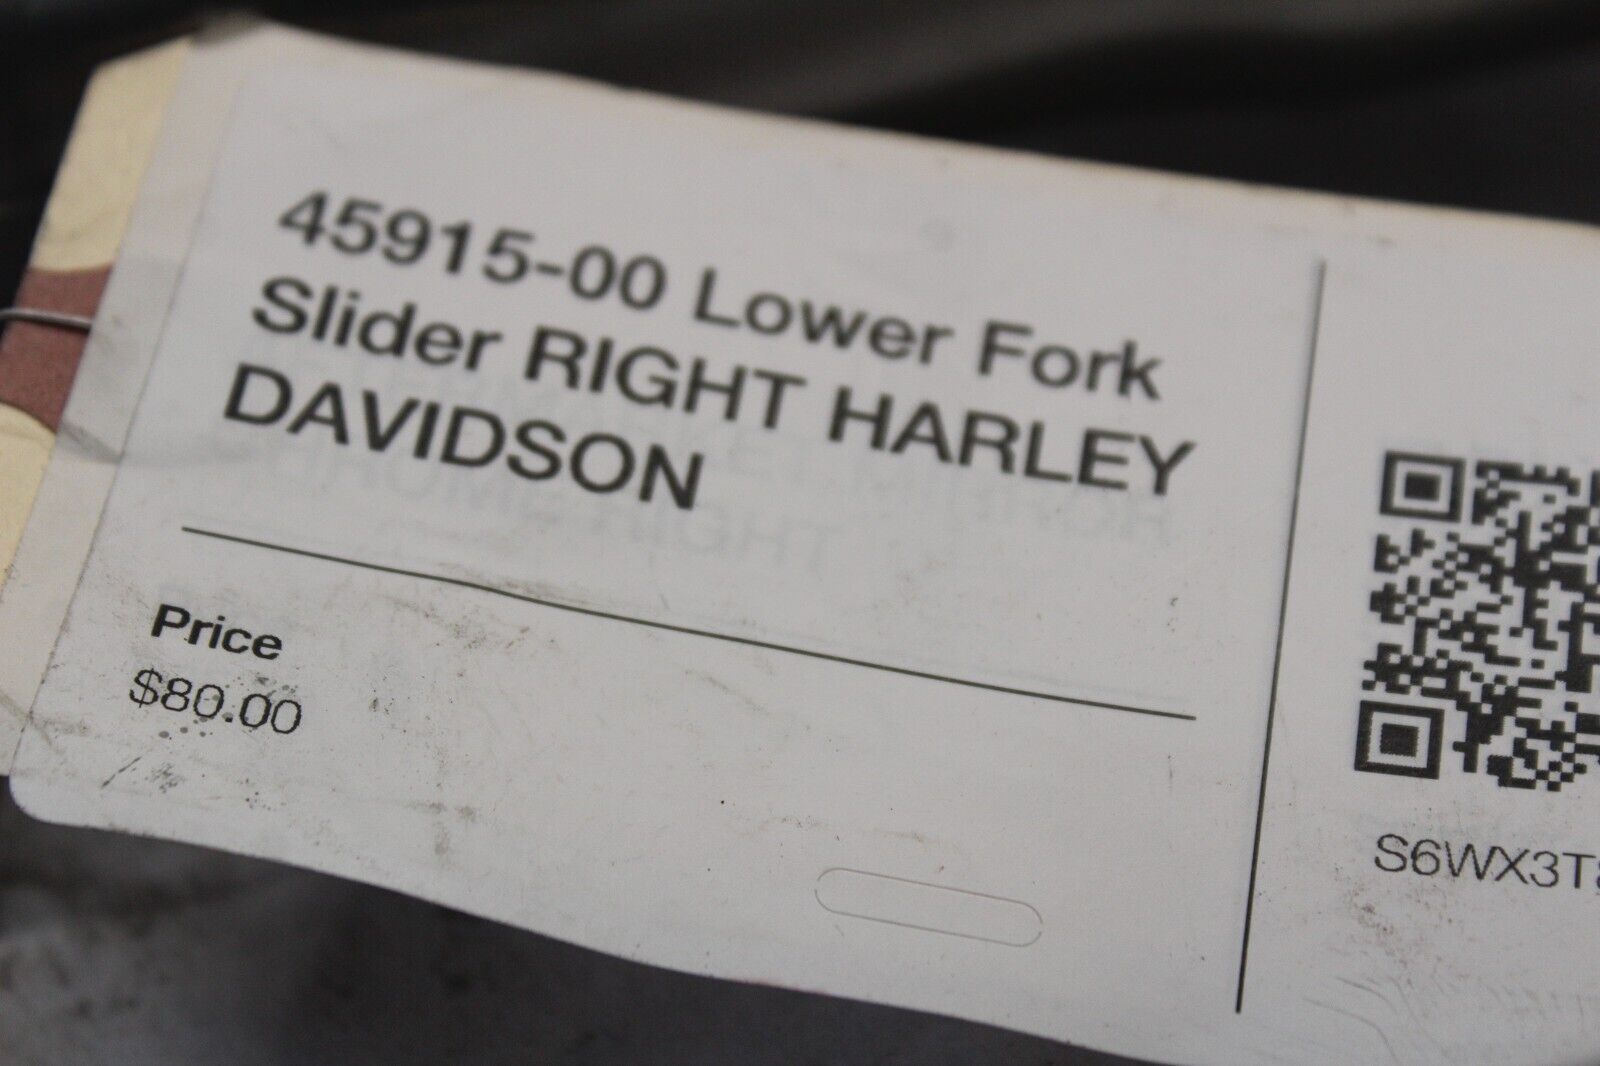 45915-00 Lower Fork
Slider RIGHT HARLEY
DAVIDSON
Price
$80.00
S6WX3T